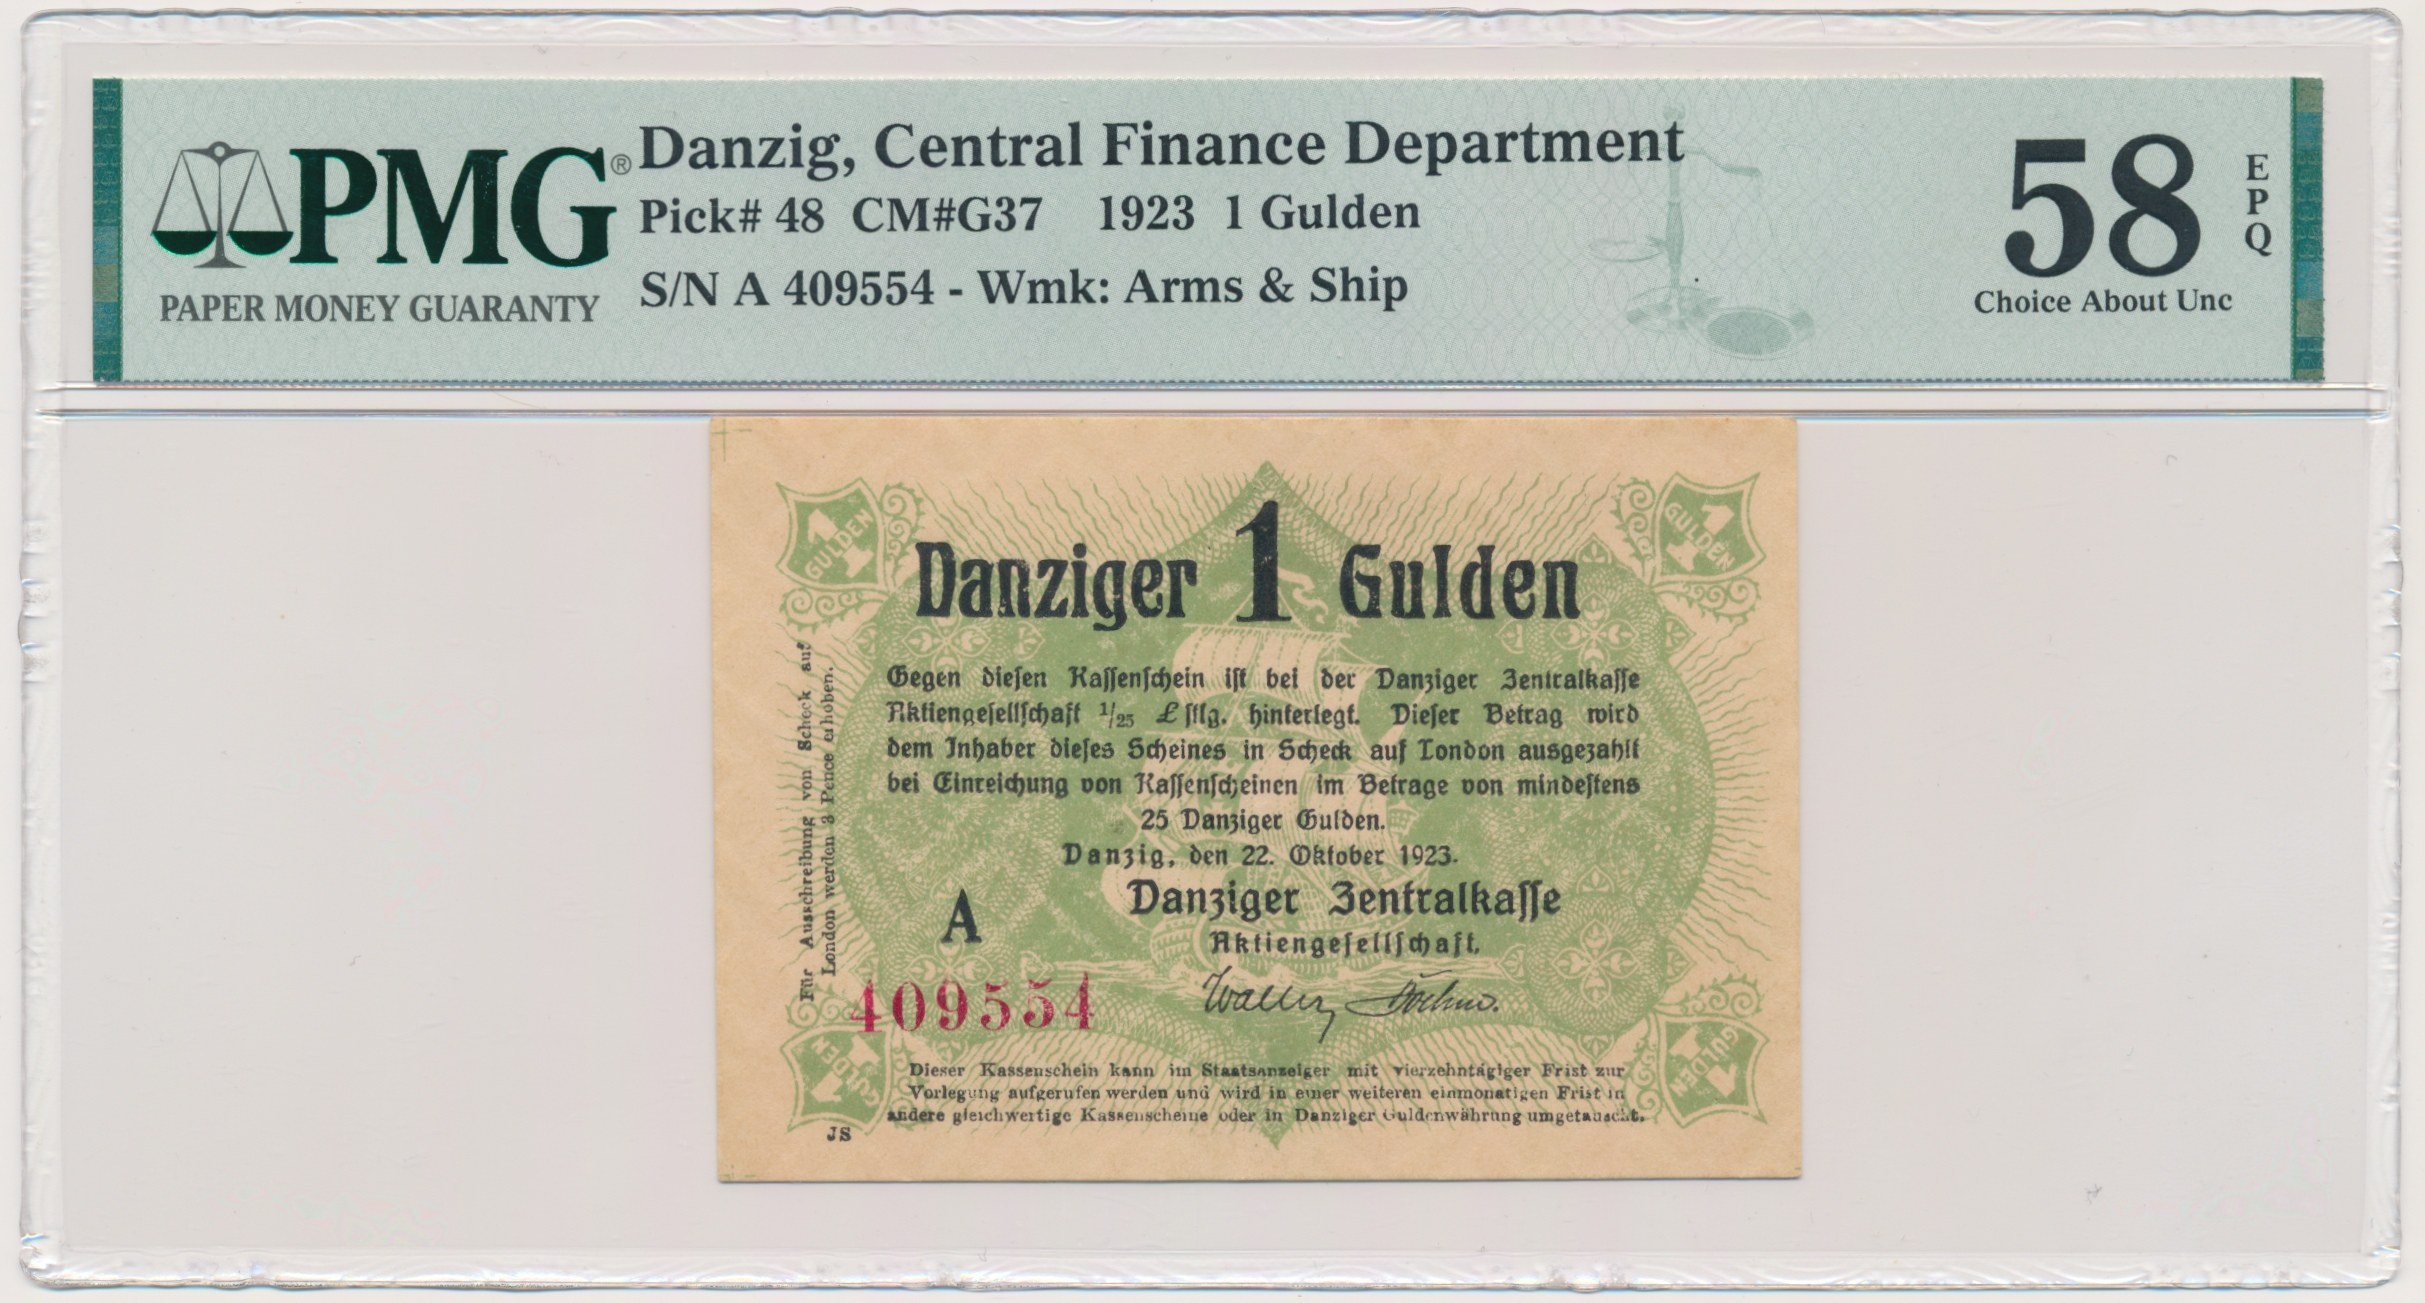 PMG®
PAPER MONEY GUARANTY
Danzig, Central Finance Department
Pick# 48 CM#G37 1923 1 Gulden
S/N A 409554 - Wmk: Arms & Ship
58
EPQ
Choice About Unc
1 GULDEN
1 GULDEN
Danziger 1 Gulden
Gegen dieſen Kaſſenſchein iſt bei der Danziger Zentralkaſſe
Aktiengeſellſchaft 1/25 £ ſtlg. hinterlegt. Dieſer Betrag wird
dem Inhaber dieſes Scheines in Scheck auf London ausgezahlt
bei Einreichung von Kaſſenſcheinen im Betrage von mindeſtens
25 Danziger Gulden.
Danzig, den 22. Oktober 1923.
Danziger Zentralkaſſe
Aktiengeſellſchaft.
A
409554
Für Ausschreibung von Scheck auf
London werden 3 Pence erhoben.
Dieser Kassenschein kann im Staatsanzeiger mit vierzehntägiger Frist zur
Vorlegung aufgerufen werden und wird in einer weiteren einmonatigen Frist in
andere gleichwertige Kassenscheine oder in Danziger Guldenwährung umgetauscht.
1 GULDEN
1 GULDEN
JS